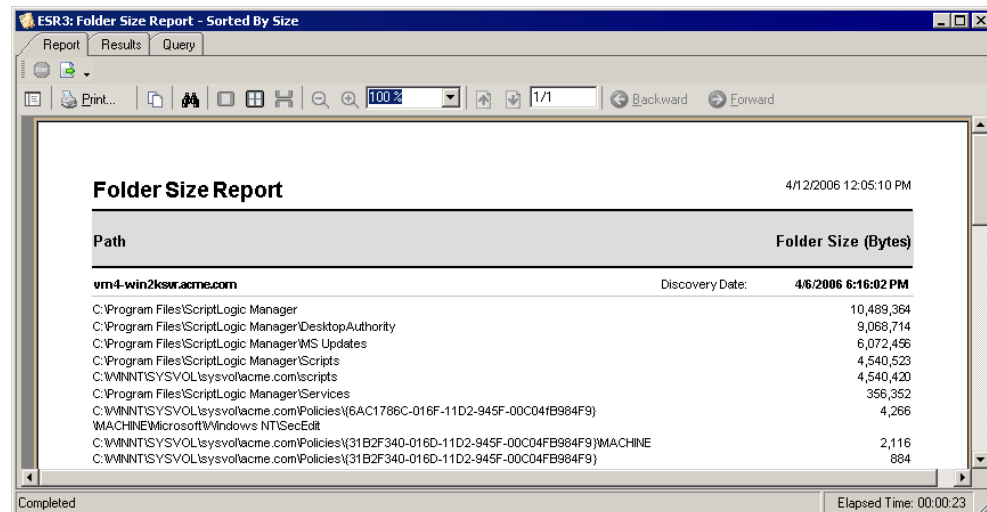 ESR3: Folder Size Report - Sorted By Size
Report Results Query
Print... 100 % 1/1 Backward Forward
Folder Size Report 4/12/2006 12:05:10 PM
Path Folder Size (Bytes)
vm4-win2ksvr.acme.com Discovery Date: 4/6/2006 6:16:02 PM
C:\Program Files\ScriptLogic Manager 10,489,364
C:\Program Files\ScriptLogic Manager\DesktopAuthority 9,068,714
C:\Program Files\ScriptLogic Manager\MS Updates 6,072,456
C:\Program Files\ScriptLogic Manager\Scripts 4,540,523
C:\WINNT\SYSVOL\sysvol\acme.com\scripts 4,540,420
C:\Program Files\ScriptLogic Manager\Services 356,352
C:\WINNT\SYSVOL\sysvol\acme.com\Policies\{6AC1786C-016F-11D2-945F-00C04fB984F9} 4,266
\MACHINE\Microsoft\Windows NT\SecEdit
C:\WINNT\SYSVOL\sysvol\acme.com\Policies\{31B2F340-016D-11D2-945F-00C04FB984F9}\MACHINE 2,116
C:\WINNT\SYSVOL\sysvol\acme.com\Policies\{31B2F340-016D-11D2-945F-00C04FB984F9} 884
Completed Elapsed Time: 00:00:23